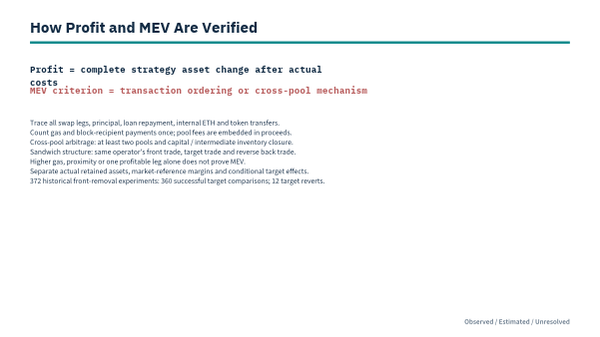 How Profit and MEV Are Verified
Profit = complete strategy asset change after actual
costs
MEV criterion = transaction ordering or cross-pool mechanism
Trace all swap legs, principal, loan repayment, internal ETH and token transfers.
Count gas and block-recipient payments once; pool fees are embedded in proceeds.
Cross-pool arbitrage: at least two pools and capital / intermediate inventory closure.
Sandwich structure: same operator's front trade, target trade and reverse back trade.
Higher gas, proximity or one profitable leg alone does not prove MEV.
Separate actual retained assets, market-reference margins and conditional target effects.
372 historical front-removal experiments: 360 successful target comparisons; 12 target reverts.
Observed / Estimated / Unresolved